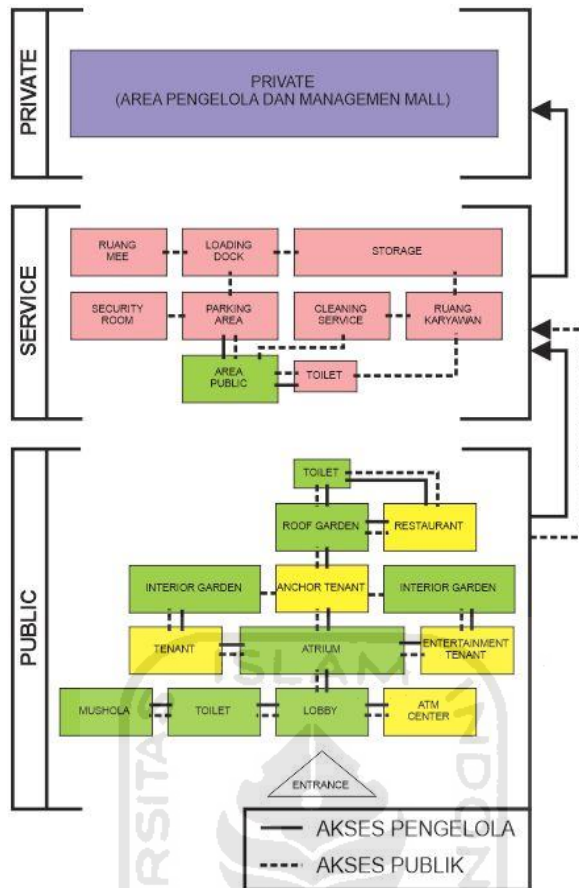 PRIVATE
PRIVATE
(AREA PENGELOLA DAN MANAGEMEN MALL)
SERVICE
RUANG
MEE
LOADING
DOCK
STORAGE
SECURITY
ROOM
PARKING
AREA
CLEANING
SERVICE
RUANG
KARYAWAN
AREA
PUBLIC
TOILET
PUBLIC
TOILET
ROOF GARDEN
RESTAURANT
INTERIOR GARDEN
ANCHOR TENANT
INTERIOR GARDEN
TENANT
ATRIUM
ENTERTAINMENT
TENANT
MUSHOLA
TOILET
LOBBY
ATM
CENTER
ENTRANCE
AKSES PENGELOLA
AKSES PUBLIK
ISLAM